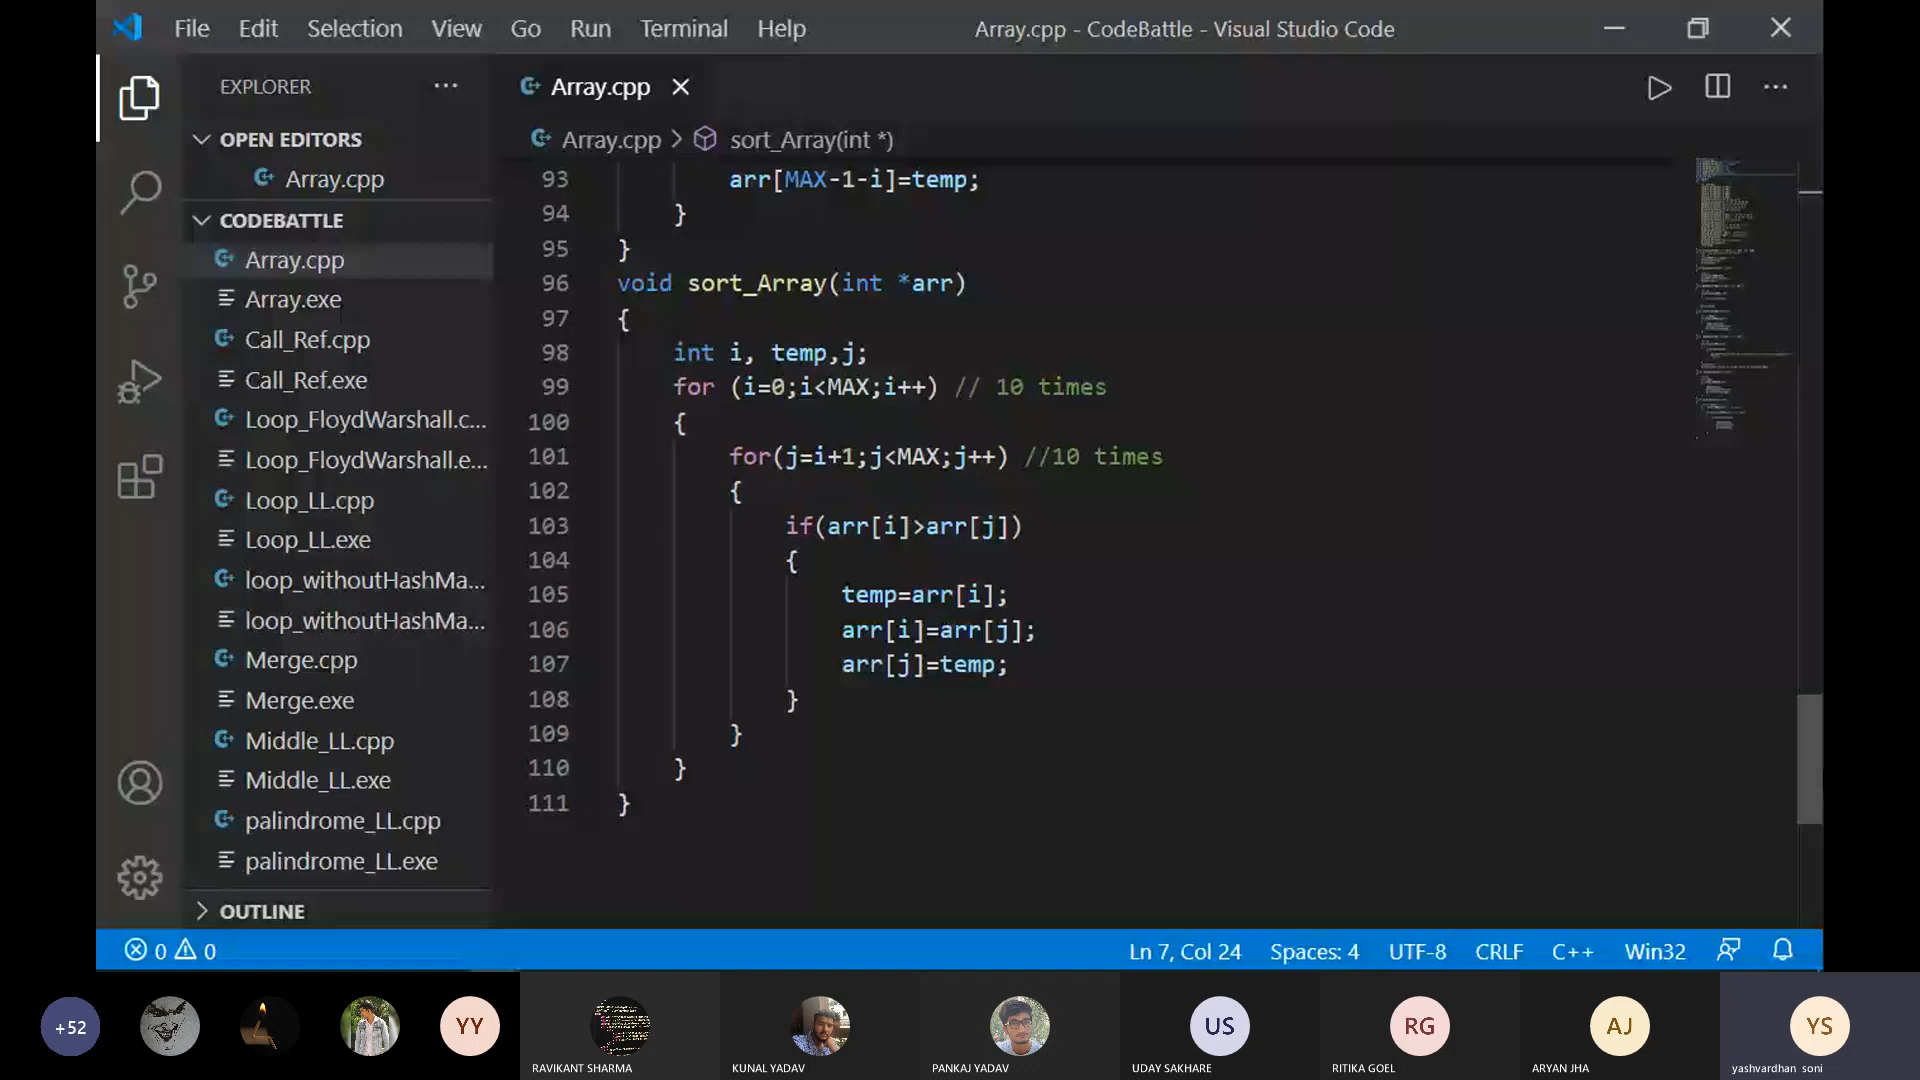 File Edit Selection View Go Run Terminal Help Array.cpp - CodeBattle - Visual Studio Code
EXPLORER ··· Array.cpp
OPEN EDITORS
Array.cpp > sort_Array(int *)
Array.cpp
CODEBATTLE
Array.cpp
Array.exe
Call_Ref.cpp
Call_Ref.exe
Loop_FloydWarshall.c...
Loop_FloydWarshall.e...
Loop_LL.cpp
Loop_LL.exe
loop_withoutHashMa...
loop_withoutHashMa...
Merge.cpp
Merge.exe
Middle_LL.cpp
Middle_LL.exe
palindrome_LL.cpp
palindrome_LL.exe
OUTLINE
93 arr[MAX-1-i]=temp;
94 }
95 }
96 void sort_Array(int *arr)
97 {
98 int i, temp,j;
99 for (i=0;i<MAX;i++) // 10 times
100 {
101 for(j=i+1;j<MAX;j++) //10 times
102 {
103 if(arr[i]>arr[j])
104 {
105 temp=arr[i];
106 arr[i]=arr[j];
107 arr[j]=temp;
108 }
109 }
110 }
111 }
0 0 Ln 7, Col 24 Spaces: 4 UTF-8 CRLF C++ Win32
+52 YY US RG AJ YS
RAVIKANT SHARMA KUNAL YADAV PANKAJ YADAV UDAY SAKHARE RITIKA GOEL ARYAN JHA yashvardhan soni